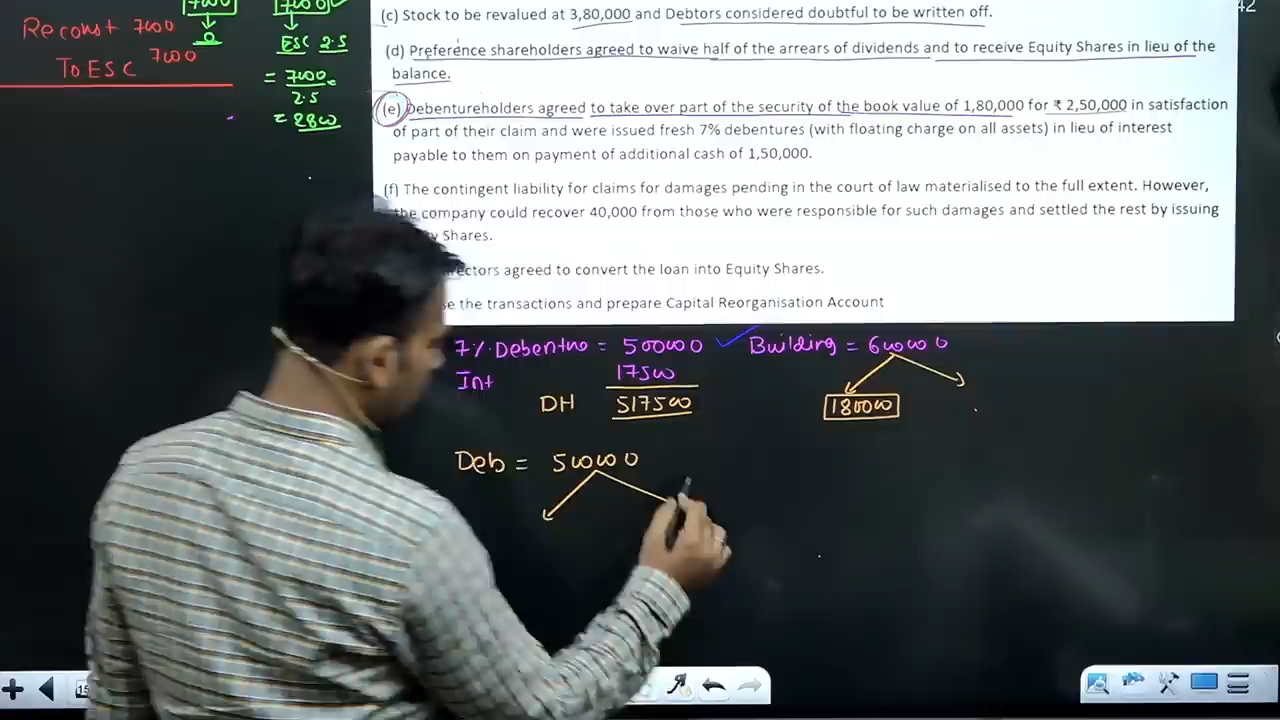 Reconst 7000
To ESC 7000
7000 7000
0 ESC 2.5
= 7000
2.5
= 2800
42
(c) Stock to be revalued at 3,80,000 and Debtors considered doubtful to be written off.
(d) Preference shareholders agreed to waive half of the arrears of dividends and to receive Equity Shares in lieu of the
balance.
(e) Debentureholders agreed to take over part of the security of the book value of 1,80,000 for ₹ 2,50,000 in satisfaction
of part of their claim and were issued fresh 7% debentures (with floating charge on all assets) in lieu of interest
payable to them on payment of additional cash of 1,50,000.
(f) The contingent liability for claims for damages pending in the court of law materialised to the full extent. However,
the company could recover 40,000 from those who were responsible for such damages and settled the rest by issuing
Shares.
agreed to convert the loan into Equity Shares.
the transactions and prepare Capital Reorganisation Account
7% Debentue = 500000 Building = 600000
Int 17500
DH 517500 180000
Deb = 500000
15